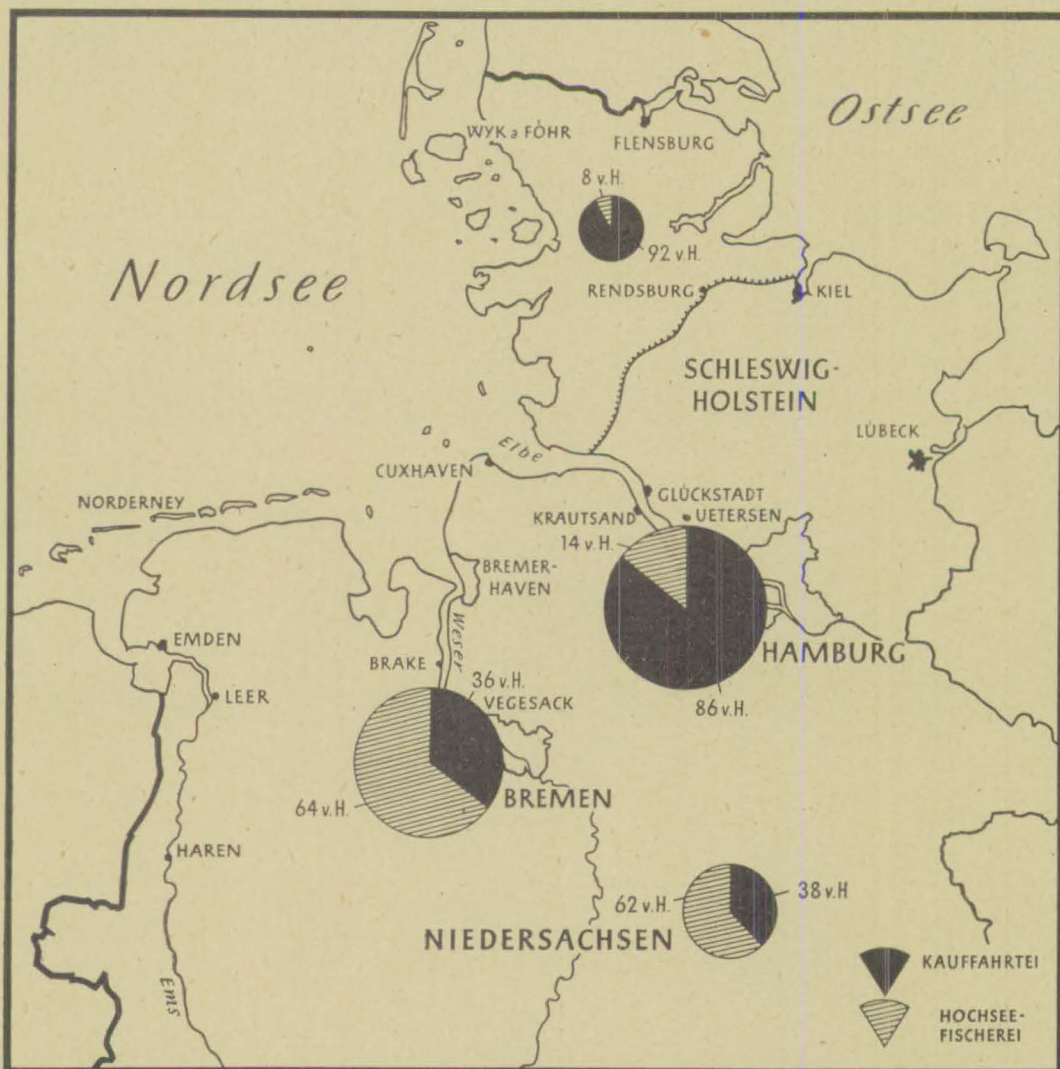 Ostsee
WYK a FÖHR
FLENSBURG
8 v.H.
92 v.H.
Nordsee
RENDSBURG
KIEL
SCHLESWIG-
HOLSTEIN
LÜBECK
Elbe
CUXHAVEN
GLÜCKSTADT
NORDERNEY
KRAUTSAND
UETERSEN
14 v.H.
BREMER-
HAVEN
Weser
EMDEN
HAMBURG
BRAKE
36 v.H.
LEER
VEGESACK
86 v.H.
BREMEN
64 v.H.
HAREN
62 v.H.
38 v.H
NIEDERSACHSEN
KAUFFAHRTEI
Ems
HOCHSEE-
FISCHEREI